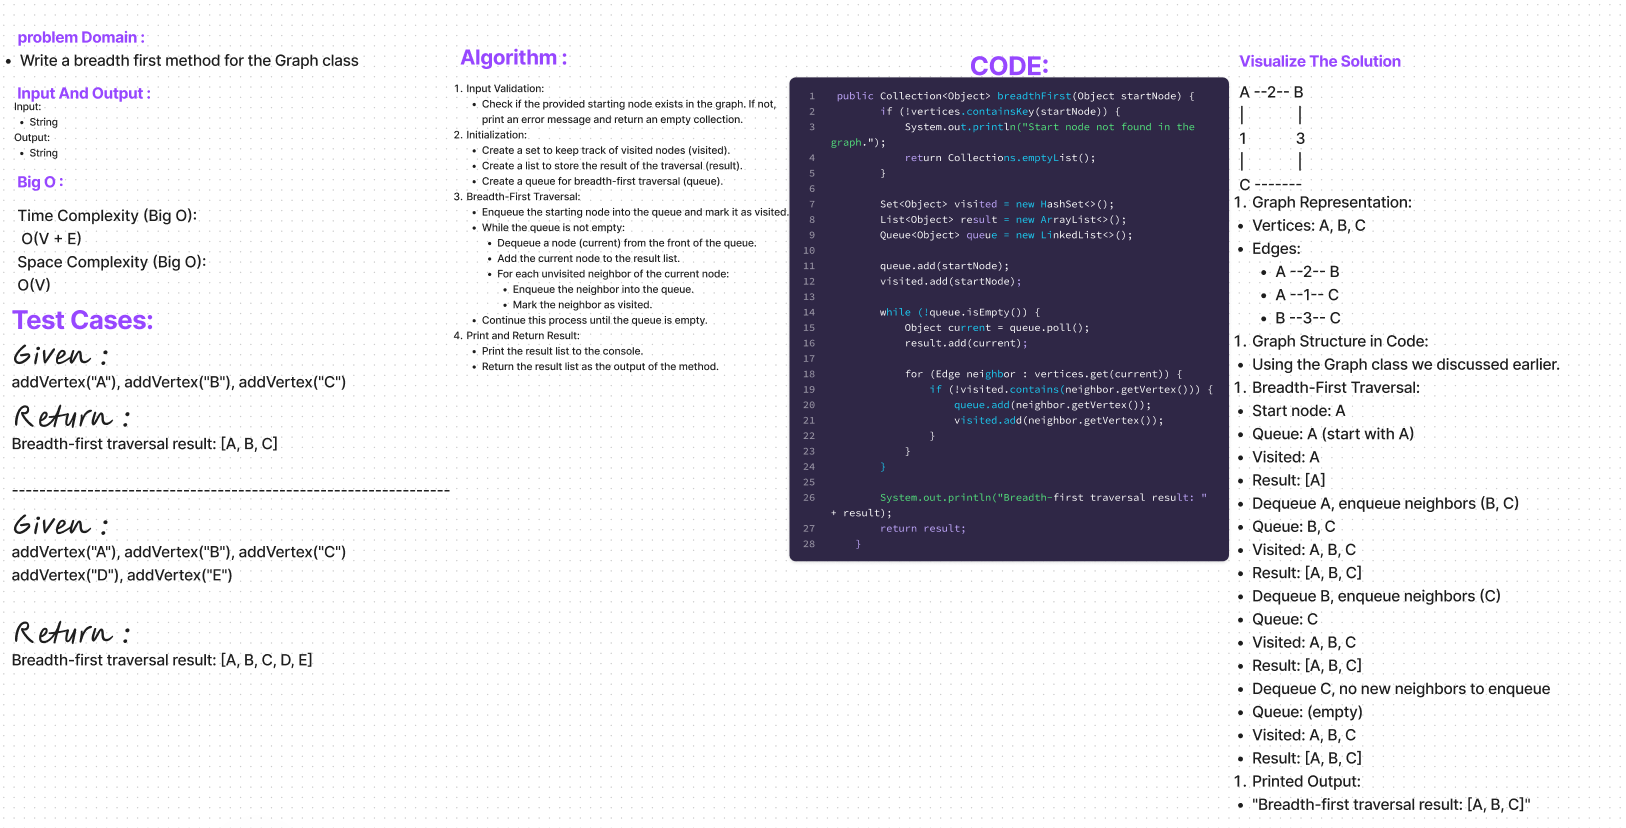 problem Domain :
• Write a breadth first method for the Graph class
Input And Output :
Input:
• String
Output:
• String
Big O :
Time Complexity (Big O):
O(V + E)
Space Complexity (Big O):
O(V)
Test Cases:
Given :
addVertex("A"), addVertex("B"), addVertex("C")
Return :
Breadth-first traversal result: [A, B, C]
----------------------------------------------------------------
Given :
addVertex("A"), addVertex("B"), addVertex("C")
addVertex("D"), addVertex("E")
Return :
Breadth-first traversal result: [A, B, C, D, E]
Algorithm :
1. Input Validation:
• Check if the provided starting node exists in the graph. If not,
print an error message and return an empty collection.
2. Initialization:
• Create a set to keep track of visited nodes (visited).
• Create a list to store the result of the traversal (result).
• Create a queue for breadth-first traversal (queue).
3. Breadth-First Traversal:
• Enqueue the starting node into the queue and mark it as visited.
• While the queue is not empty:
• Dequeue a node (current) from the front of the queue.
• Add the current node to the result list.
• For each unvisited neighbor of the current node:
• Enqueue the neighbor into the queue.
• Mark the neighbor as visited.
• Continue this process until the queue is empty.
4. Print and Return Result:
• Print the result list to the console.
• Return the result list as the output of the method.
CODE:
1 public Collection<Object> breadthFirst(Object startNode) {
2 if (!vertices.containsKey(startNode)) {
3 System.out.println("Start node not found in the
graph.");
4 return Collections.emptyList();
5 }
6
7 Set<Object> visited = new HashSet<>();
8 List<Object> result = new ArrayList<>();
9 Queue<Object> queue = new LinkedList<>();
10
11 queue.add(startNode);
12 visited.add(startNode);
13
14 while (!queue.isEmpty()) {
15 Object current = queue.poll();
16 result.add(current);
17
18 for (Edge neighbor : vertices.get(current)) {
19 if (!visited.contains(neighbor.getVertex())) {
20 queue.add(neighbor.getVertex());
21 visited.add(neighbor.getVertex());
22 }
23 }
24 }
25
26 System.out.println("Breadth-first traversal result: "
+ result);
27 return result;
28 }
Visualize The Solution
A --2-- B
| |
1 3
| |
C -------
1. Graph Representation:
• Vertices: A, B, C
• Edges:
• A --2-- B
• A --1-- C
• B --3-- C
1. Graph Structure in Code:
• Using the Graph class we discussed earlier.
1. Breadth-First Traversal:
• Start node: A
• Queue: A (start with A)
• Visited: A
• Result: [A]
• Dequeue A, enqueue neighbors (B, C)
• Queue: B, C
• Visited: A, B, C
• Result: [A, B, C]
• Dequeue B, enqueue neighbors (C)
• Queue: C
• Visited: A, B, C
• Result: [A, B, C]
• Dequeue C, no new neighbors to enqueue
• Queue: (empty)
• Visited: A, B, C
• Result: [A, B, C]
1. Printed Output:
• "Breadth-first traversal result: [A, B, C]"